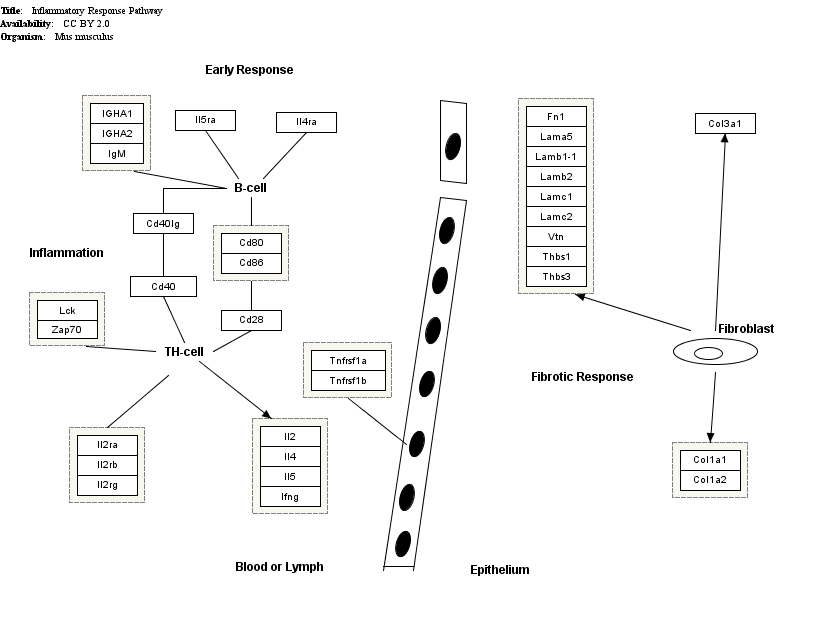 Title: Inflammatory Response Pathway
Availability: CC BY 2.0
Organism: Mus musculus
Early Response
IGHA1
IGHA2
IgM
Il5ra
Il4ra
B-cell
Cd40lg
Cd80
Cd86
Inflammation
Cd40
Lck
Zap70
Cd28
TH-cell
Tnfrsf1a
Tnfrsf1b
Il2ra
Il2rb
Il2rg
Il2
Il4
Il5
Ifng
Blood or Lymph
Epithelium
Fn1
Lama5
Lamb1-1
Lamb2
Lamc1
Lamc2
Vtn
Thbs1
Thbs3
Col3a1
Fibroblast
Fibrotic Response
Col1a1
Col1a2